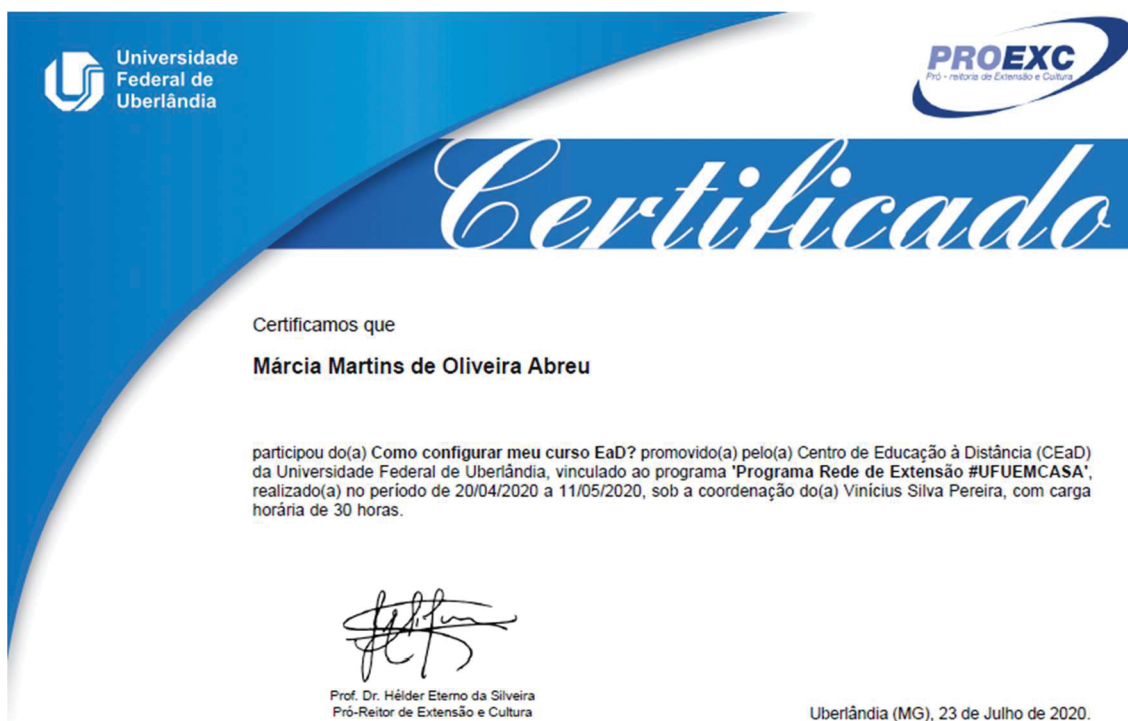 Universidade
Federal de
Uberlândia
PROEXC
Pró - reitoria de Extensão e Cultura
Certificado
Certificamos que
Márcia Martins de Oliveira Abreu
participou do(a) Como configurar meu curso EaD? promovido(a) pelo(a) Centro de Educação à Distância (CEaD)
da Universidade Federal de Uberlândia, vinculado ao programa 'Programa Rede de Extensão #UFUEMCASA',
realizado(a) no período de 20/04/2020 a 11/05/2020, sob a coordenação do(a) Vinícius Silva Pereira, com carga
horária de 30 horas.
Prof. Dr. Hélder Eterno da Silveira
Pró-Reitor de Extensão e Cultura
Uberlândia (MG), 23 de Julho de 2020.